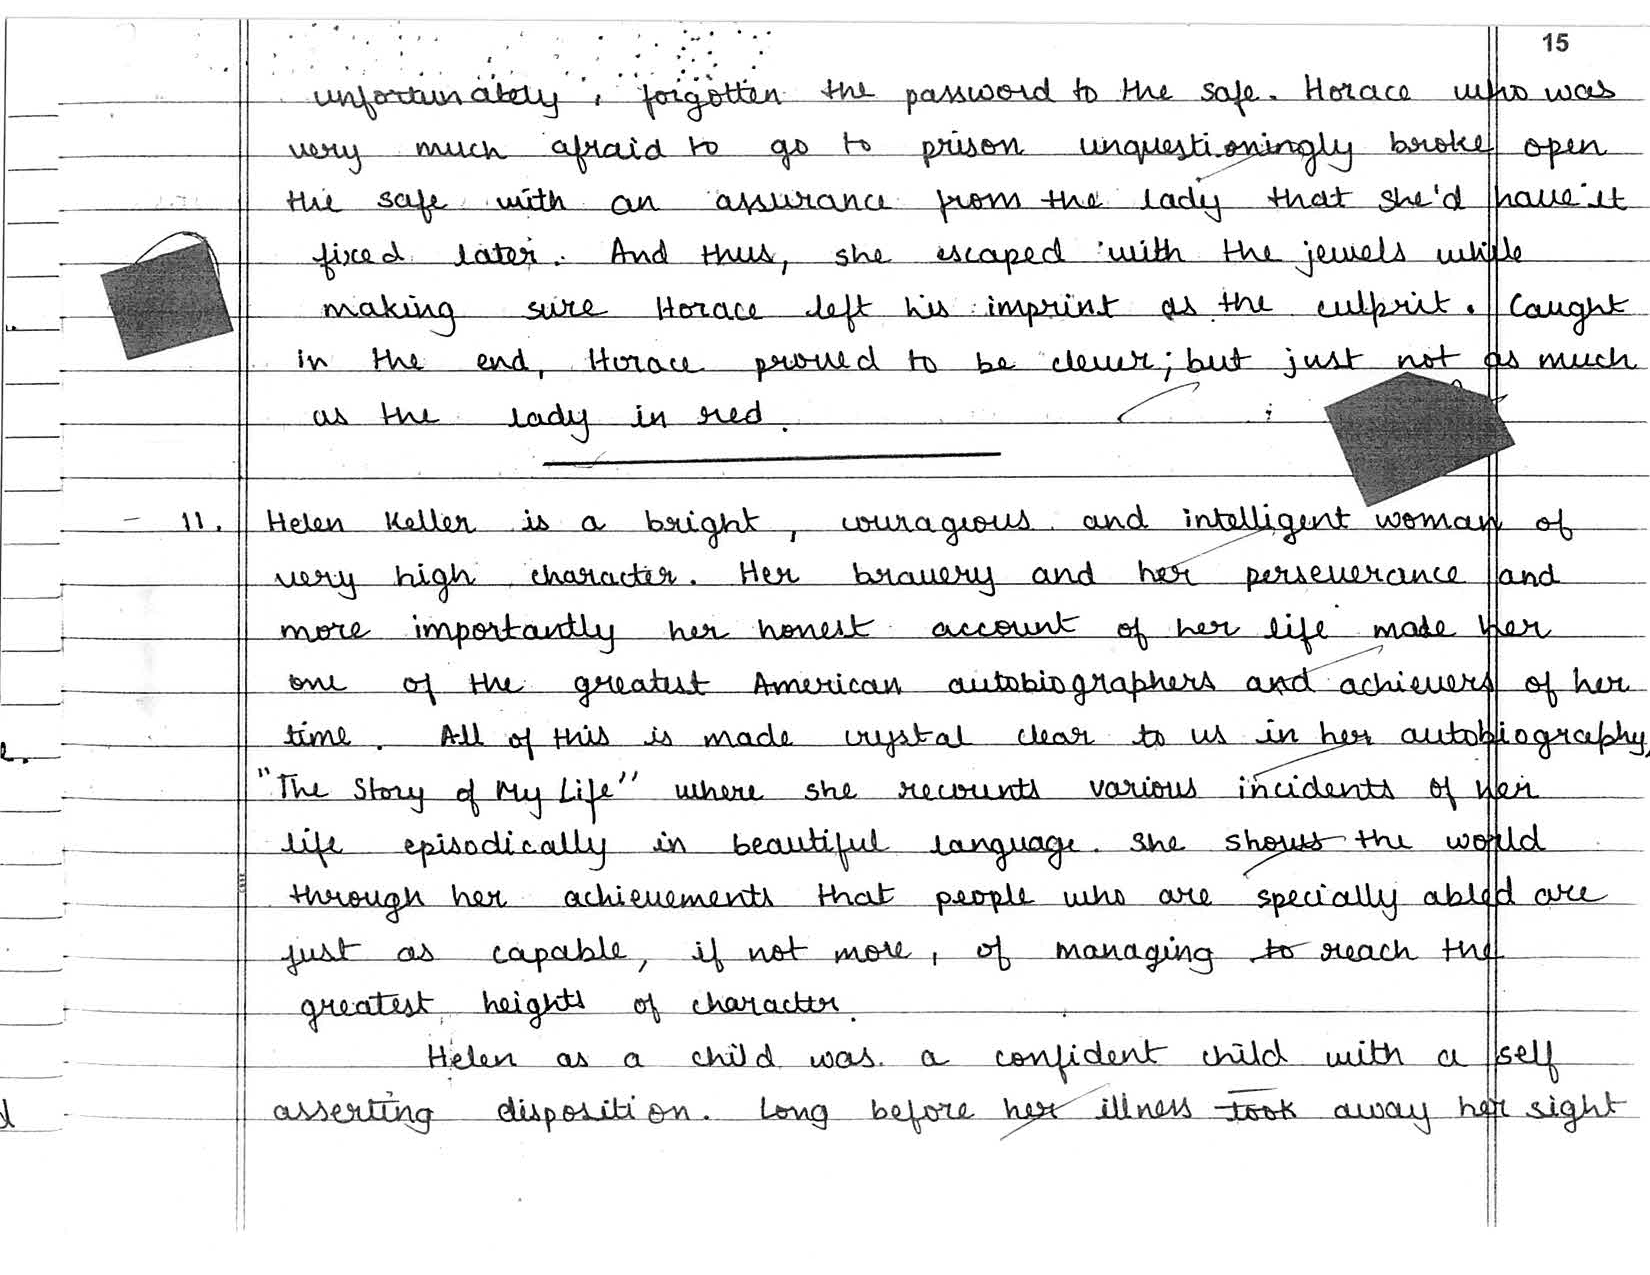 15
unfortunately, forgotten the password to the safe. Horace who was
very much afraid to go to prison unquestioningly broke open
the safe with an assurance from the lady that she'd have it
fixed later. And thus, she escaped with the jewels while
making sure Horace left his imprint as the culprit. Caught
in the end, Horace proved to be clever; but just not as much
as the lady in red.
11. Helen Keller is a bright, courageous and intelligent woman of
very high character. Her bravery and her perseverance and
more importantly her honest account of her life made her
one of the greatest American autobiographers and achievers of her
time. All of this is made crystal clear to us in her autobiography,
"The Story of My Life" where she recounts various incidents of her
life episodically in beautiful language. She shows the world
through her achievements that people who are specially abled are
just as capable, if not more, of managing to reach the
greatest heights of character.
Helen as a child was a confident child with a self
asserting disposition. Long before her illness took away her sight